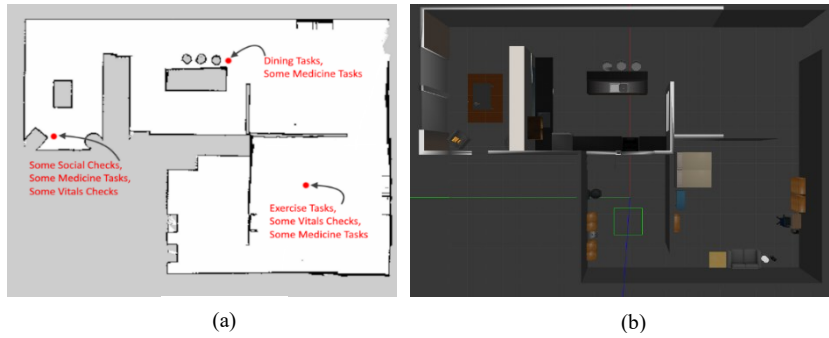 Dining Tasks,
Some Medicine Tasks
Some Social Checks,
Some Medicine Tasks,
Some Vitals Checks
Exercise Tasks,
Some Vitals Checks,
Some Medicine Tasks
(a)
(b)